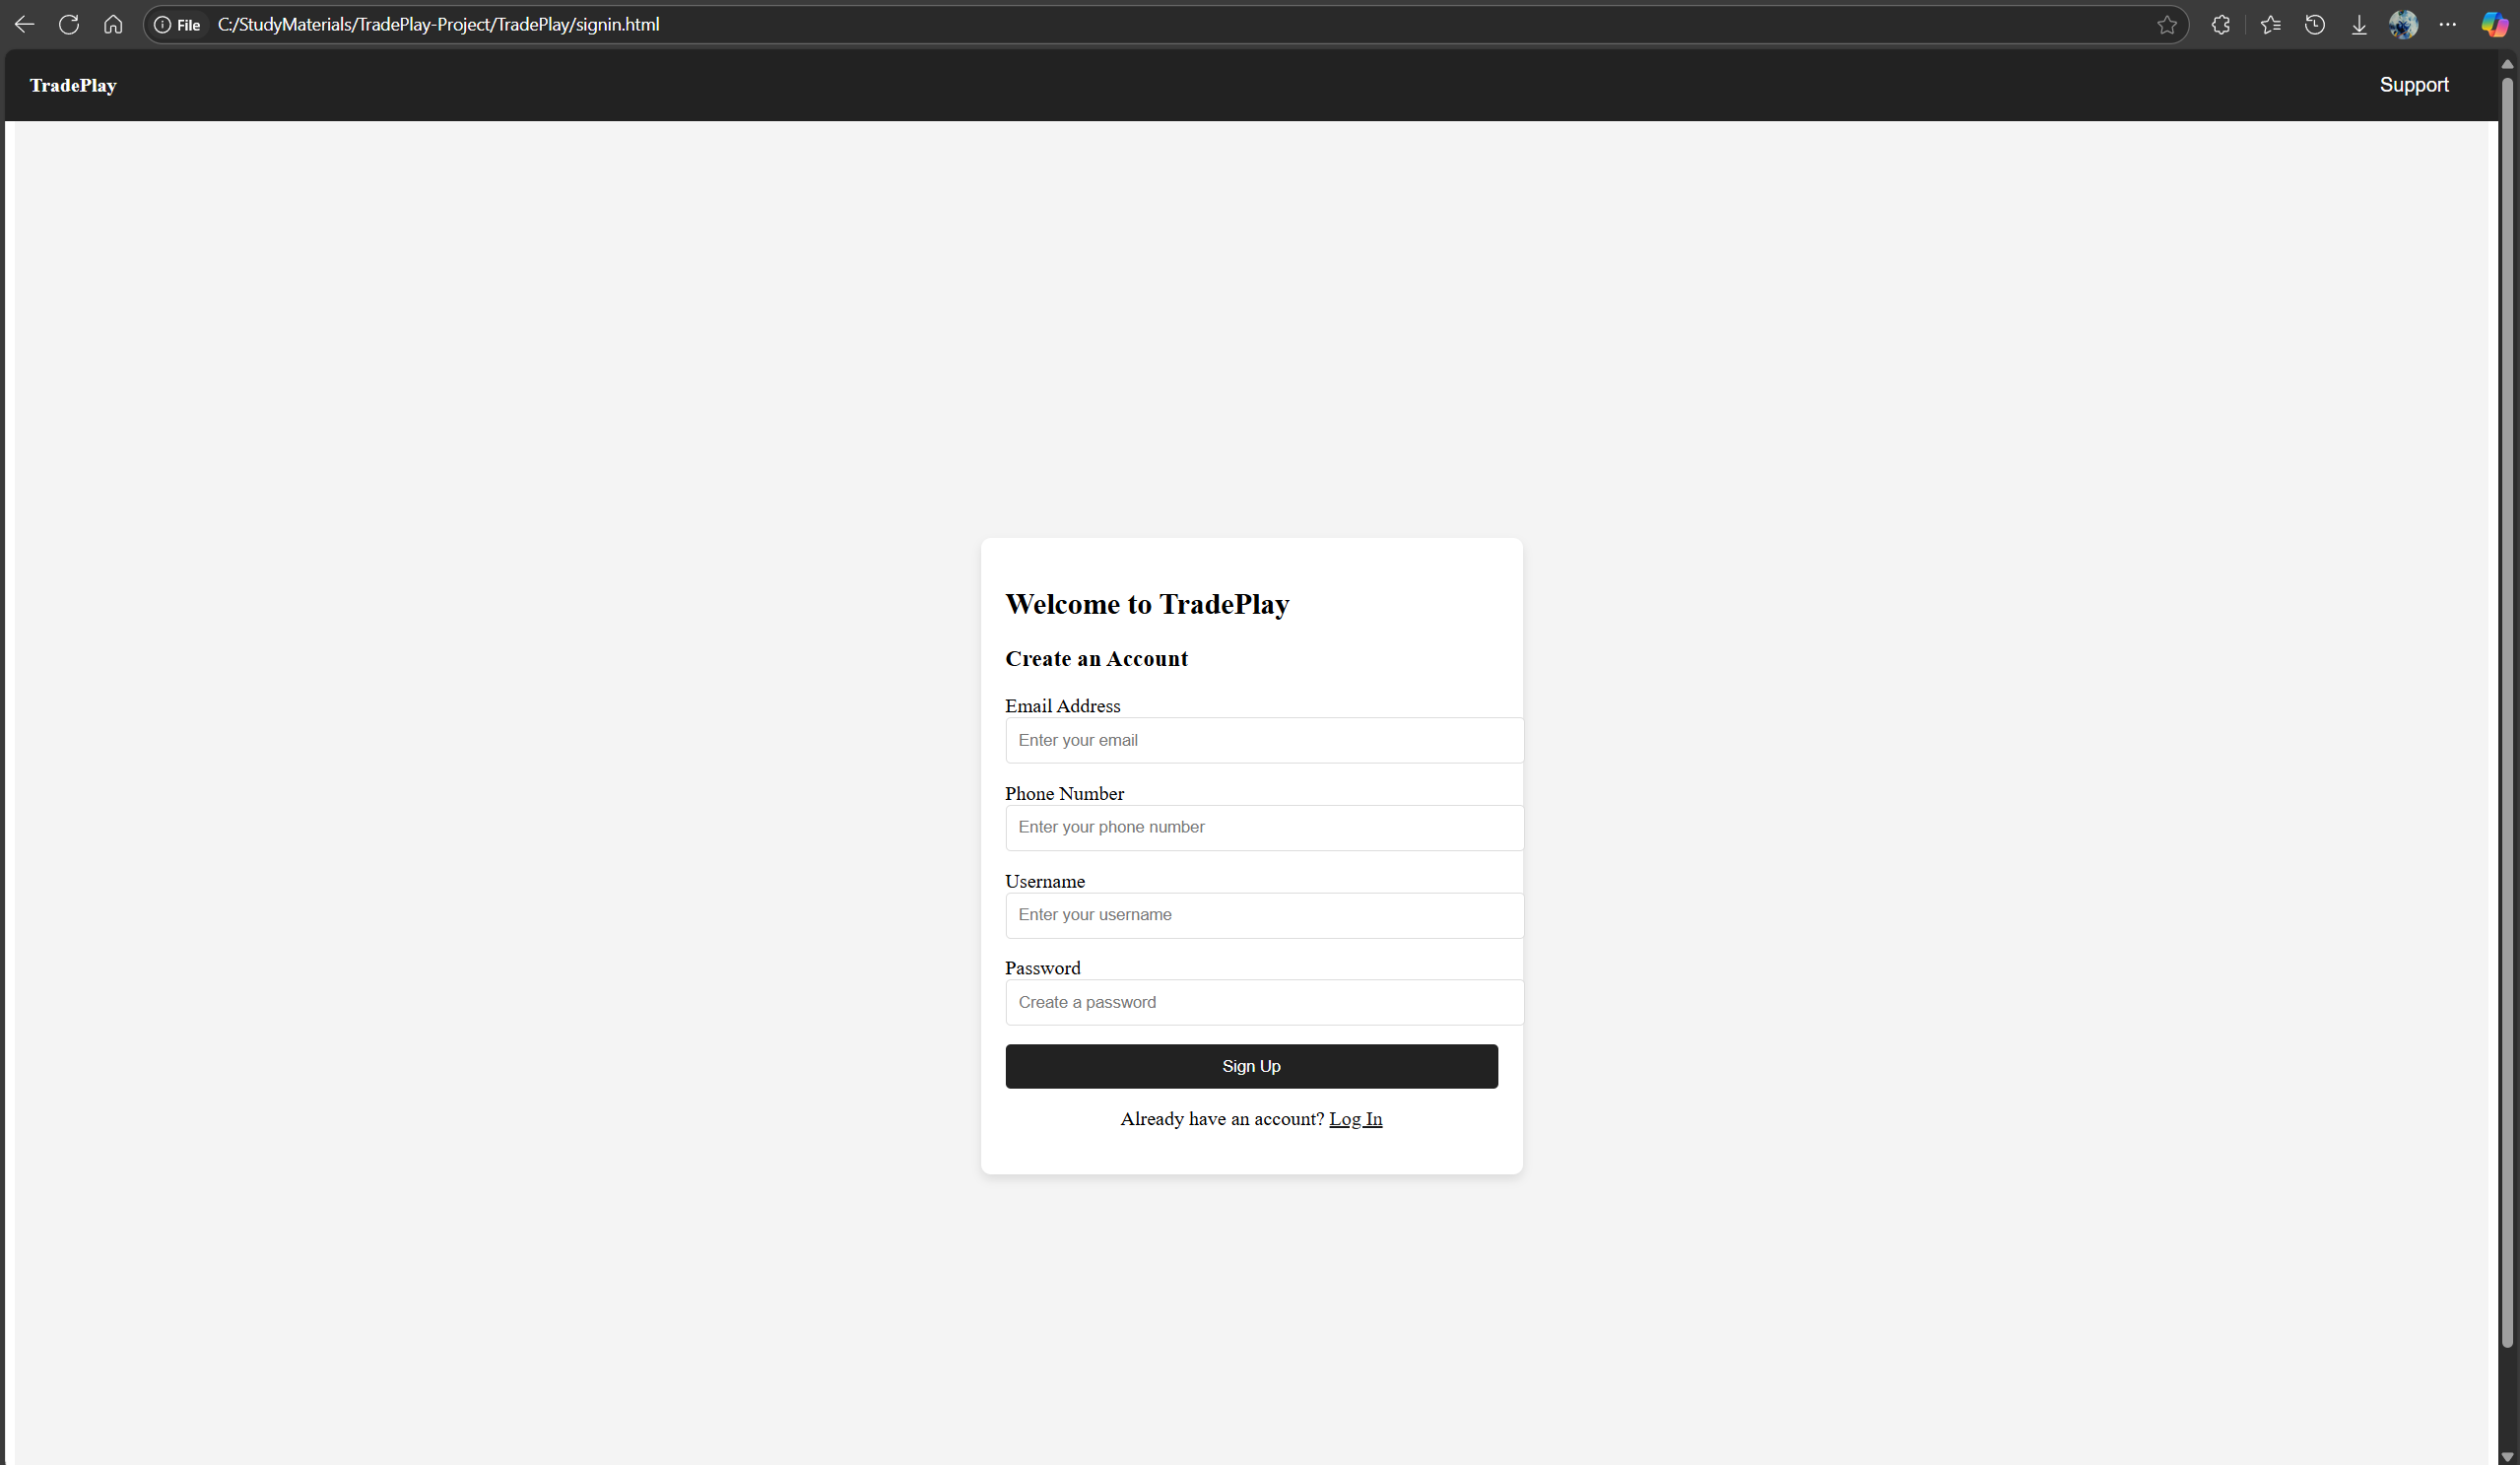 File C:/StudyMaterials/TradePlay-Project/TradePlay/signin.html
TradePlay
Support
Welcome to TradePlay
Create an Account
Email Address
Enter your email
Phone Number
Enter your phone number
Username
Enter your username
Password
Create a password
Sign Up
Already have an account? Log In